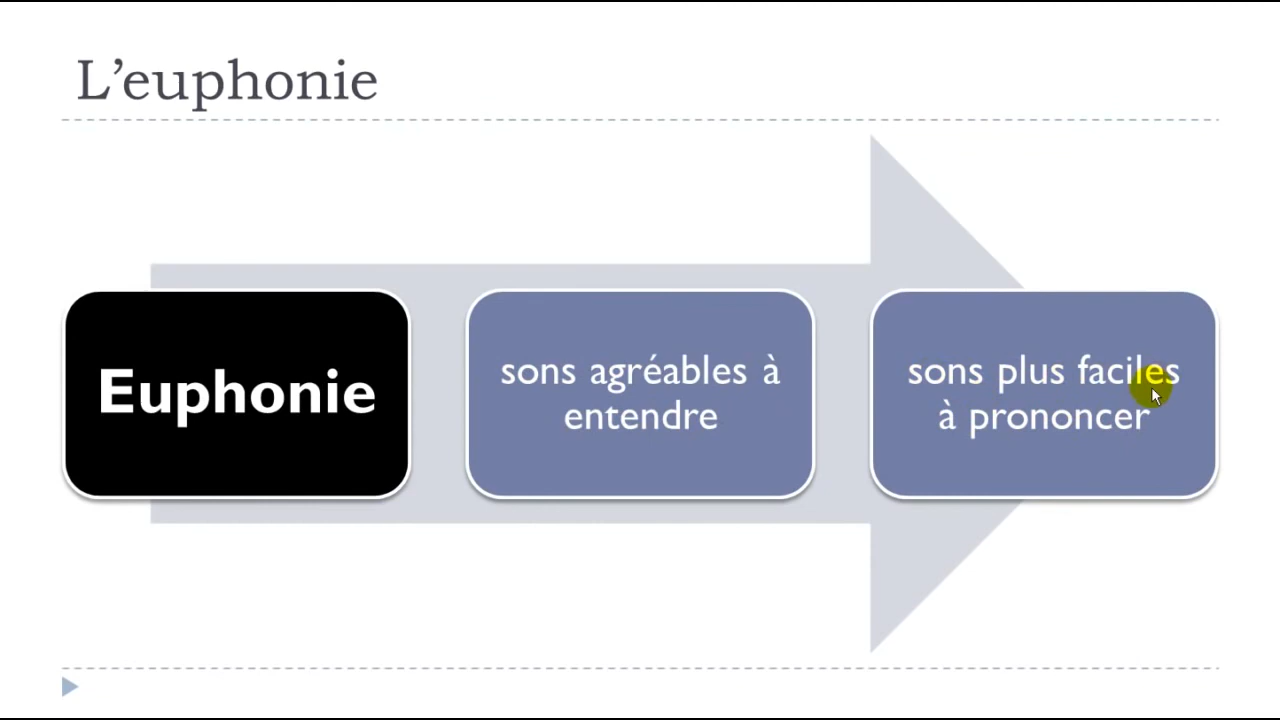 L’euphonie
Euphonie
sons agréables à
entendre
sons plus faciles
à prononcer